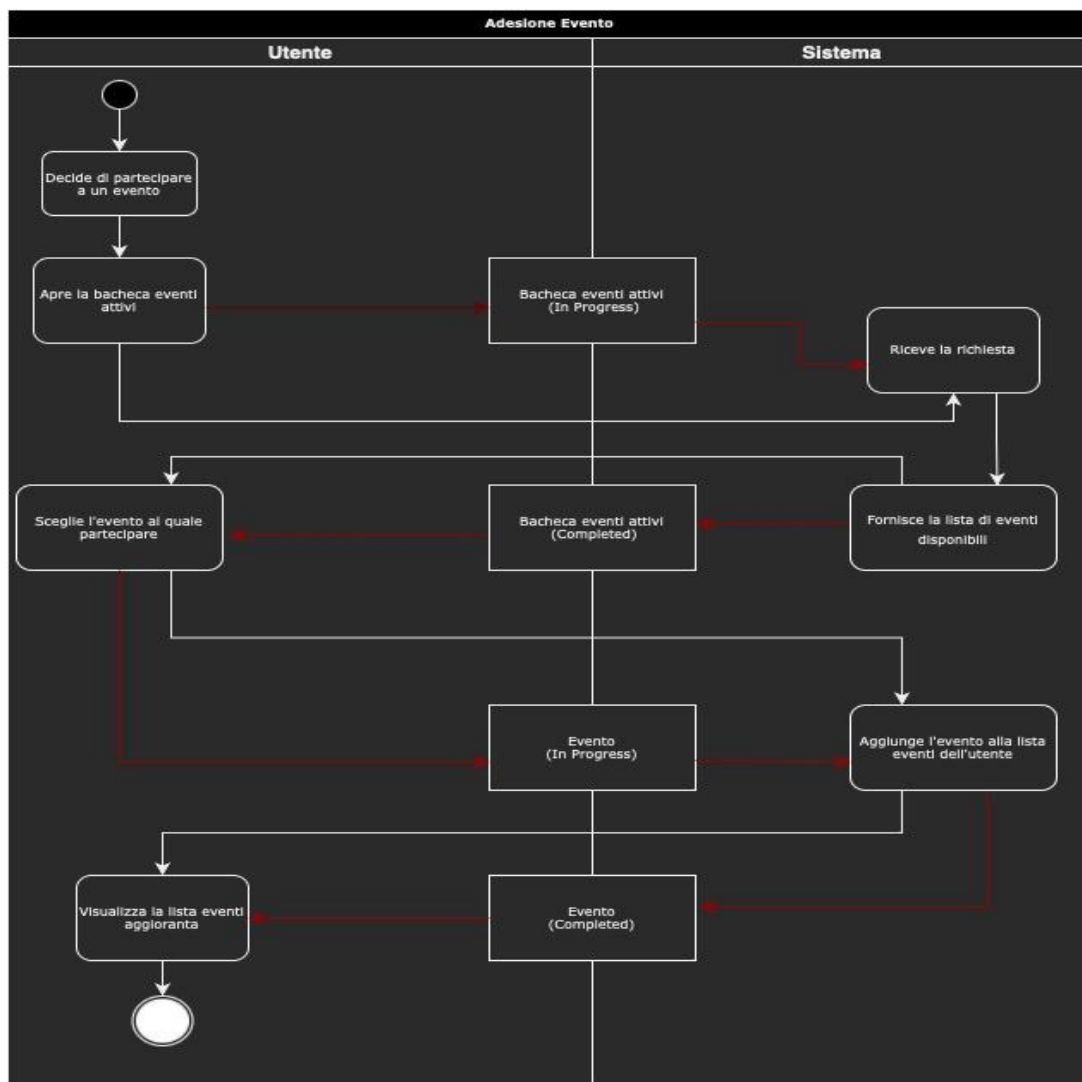 Adesione Evento
Utente
Sistema
Decide di partecipare
a un evento
Apre la bacheca eventi
attivi
Bacheca eventi attivi
(In Progress)
Riceve la richiesta
Sceglie l'evento al quale
partecipare
Bacheca eventi attivi
(Completed)
Fornisce la lista di eventi
disponibili
Evento
(In Progress)
Aggiunge l'evento alla lista
eventi dell'utente
Visualizza la lista eventi
aggioranta
Evento
(Completed)